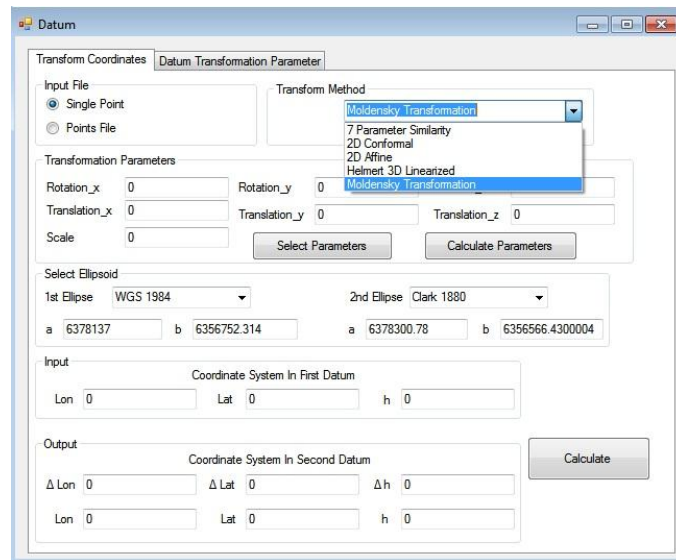 Datum
Transform Coordinates Datum Transformation Parameter
Input File
Single Point
Points File
Transform Method
Moldensky Transformation
7 Parameter Similarity
2D Conformal
2D Affine
Helmert 3D Linearized
Moldensky Transformation
Transformation Parameters
Rotation_x 0 Rotation_y 0
Translation_x 0 Translation_y 0 Translation_z 0
Scale 0 Select Parameters Calculate Parameters
Select Ellipsoid
1st Ellipse WGS 1984 2nd Ellipse Clark 1880
a 6378137 b 6356752.314 a 6378300.78 b 6356566.4300004
Input
Coordinate System In First Datum
Lon 0 Lat 0 h 0
Output
Coordinate System In Second Datum
Δ Lon 0 Δ Lat 0 Δ h 0
Lon 0 Lat 0 h 0
Calculate